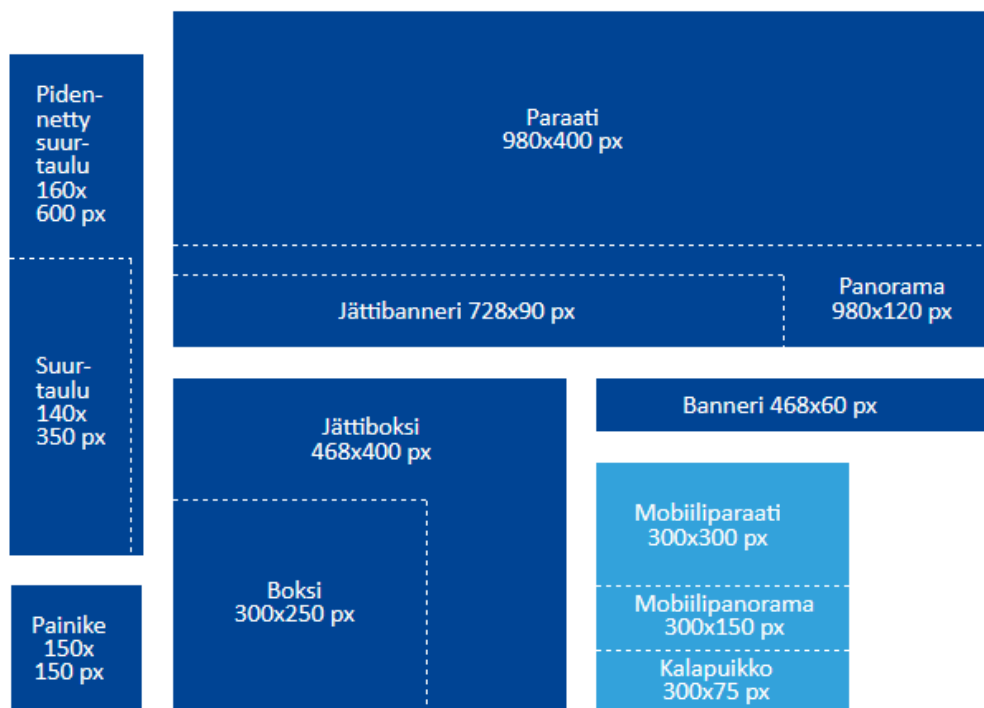 Piden-
netty
suur-
taulu
160x
600 px
Suur-
taulu
140x
350 px
Painike
150x
150 px
Paraati
980x400 px
Jättibanneri 728x90 px
Panorama
980x120 px
Jättiboksi
468x400 px
Boksi
300x250 px
Banneri 468x60 px
Mobiiliparaati
300x300 px
Mobiilipanorama
300x150 px
Kalapuikko
300x75 px